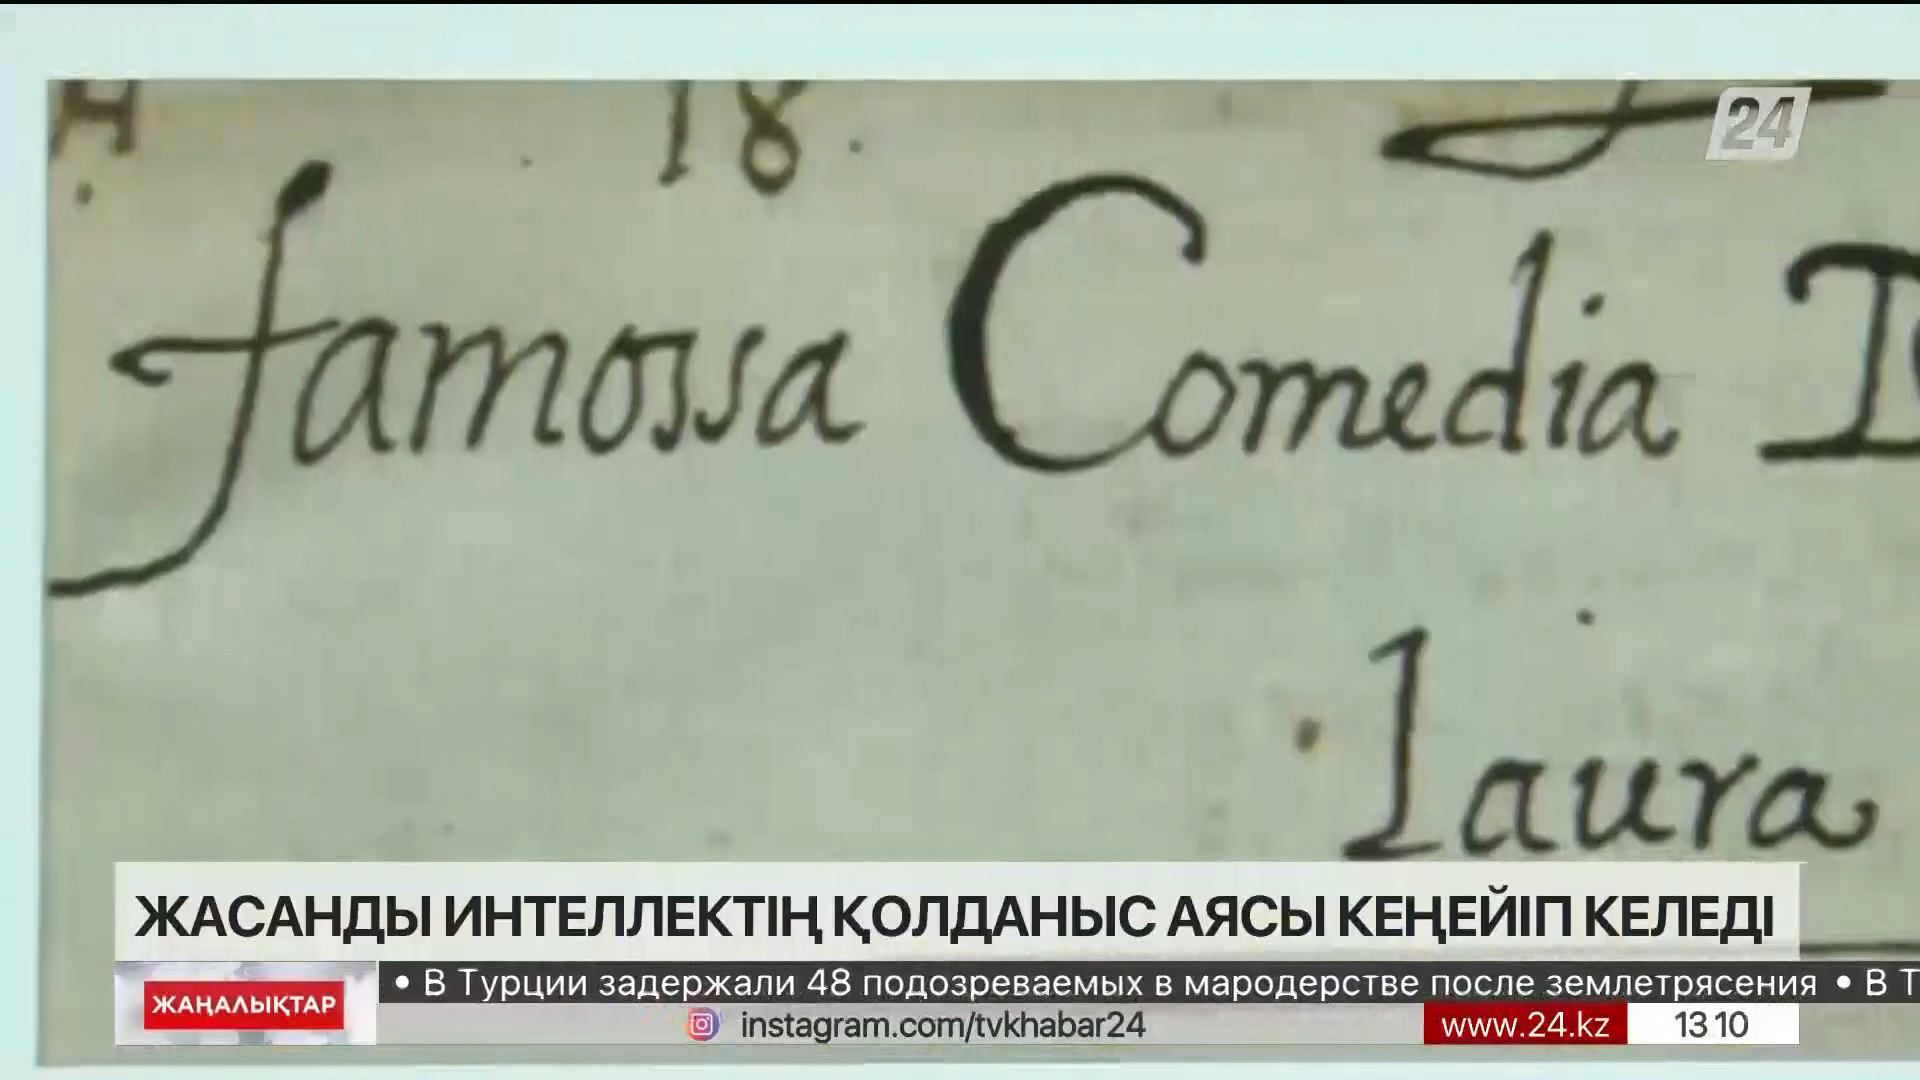 18.
24
famossa Comedia D
Laura
ЖАСАНДЫ ИНТЕЛЛЕКТІҢ ҚОЛДАНЫС АЯСЫ КЕҢЕЙІП КЕЛЕДІ
ЖАҢАЛЫҚТАР
• В Турции задержали 48 подозреваемых в мародерстве после землетрясения • В Т
instagram.com/tvkhabar24
www.24.kz
13 10